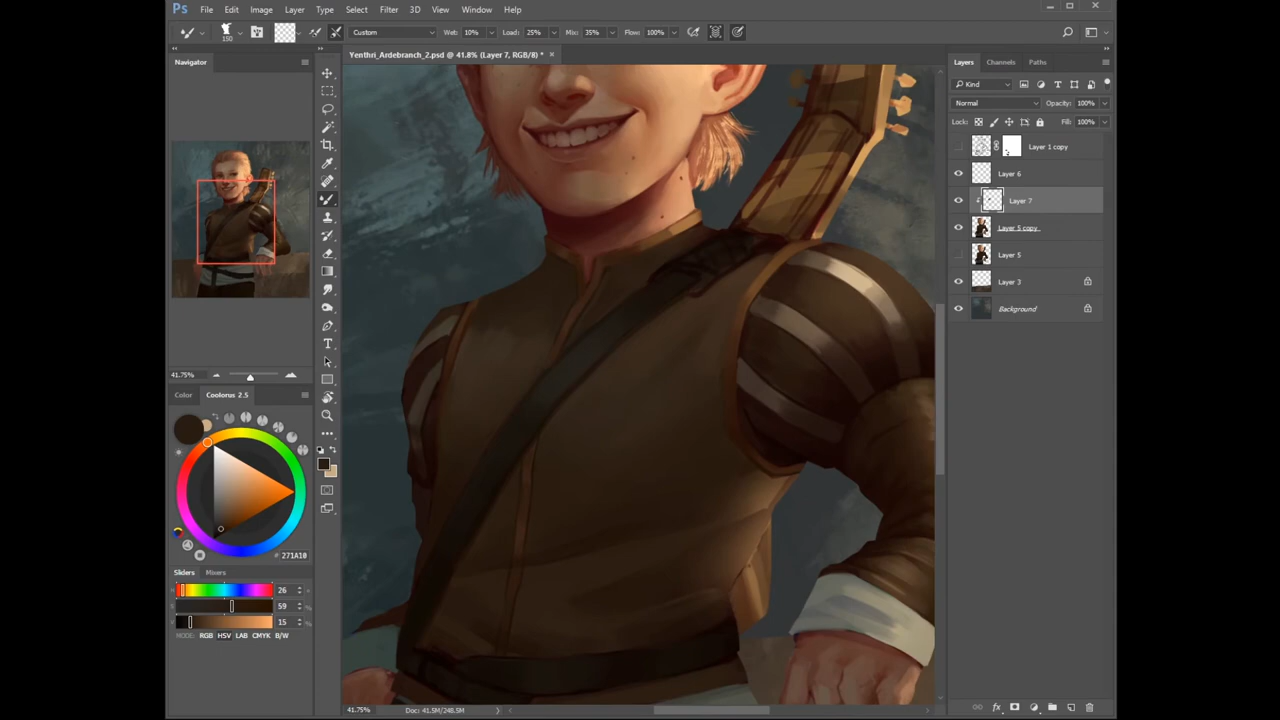 Ps File Edit Image Layer Type Select Filter 3D View Window Help
150 Custom Wet: 10% Load: 25% Mix: 35% Flow: 100%
Yenthri_Ardebranch_2.psd @ 41.8% (Layer 7, RGB/8) * ×
Navigator
41.75%
Color Coolorus 2.5
# 271A10
Sliders Mixers
H 26 °
S 59 %
V 15 %
MODE: RGB HSV LAB CMYK B/W
41.75% Doc: 41.5M/248.5M
Layers Channels Paths
Kind
Normal Opacity: 100%
Lock: Fill: 100%
Layer 1 copy
Layer 6
Layer 7
Layer 5 copy
Layer 5
Layer 3
Background
fx